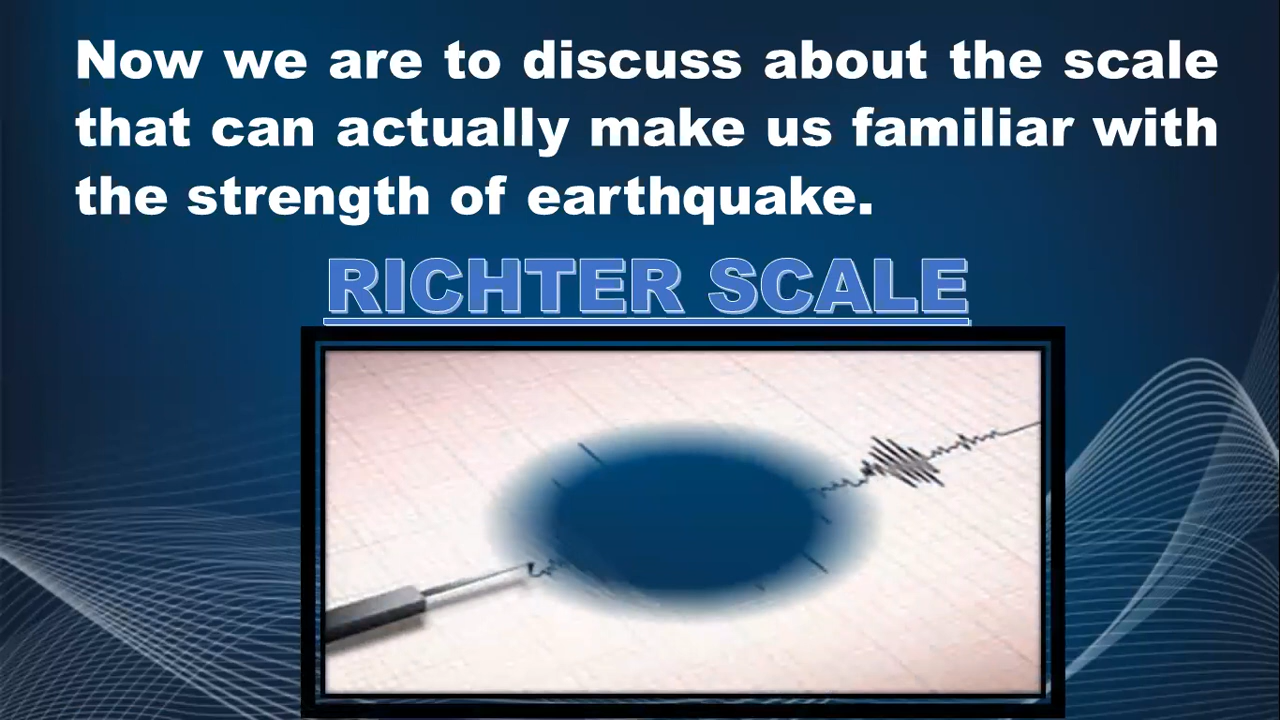 Now we are to discuss about the scale
that can actually make us familiar with
the strength of earthquake.
RICHTER SCALE